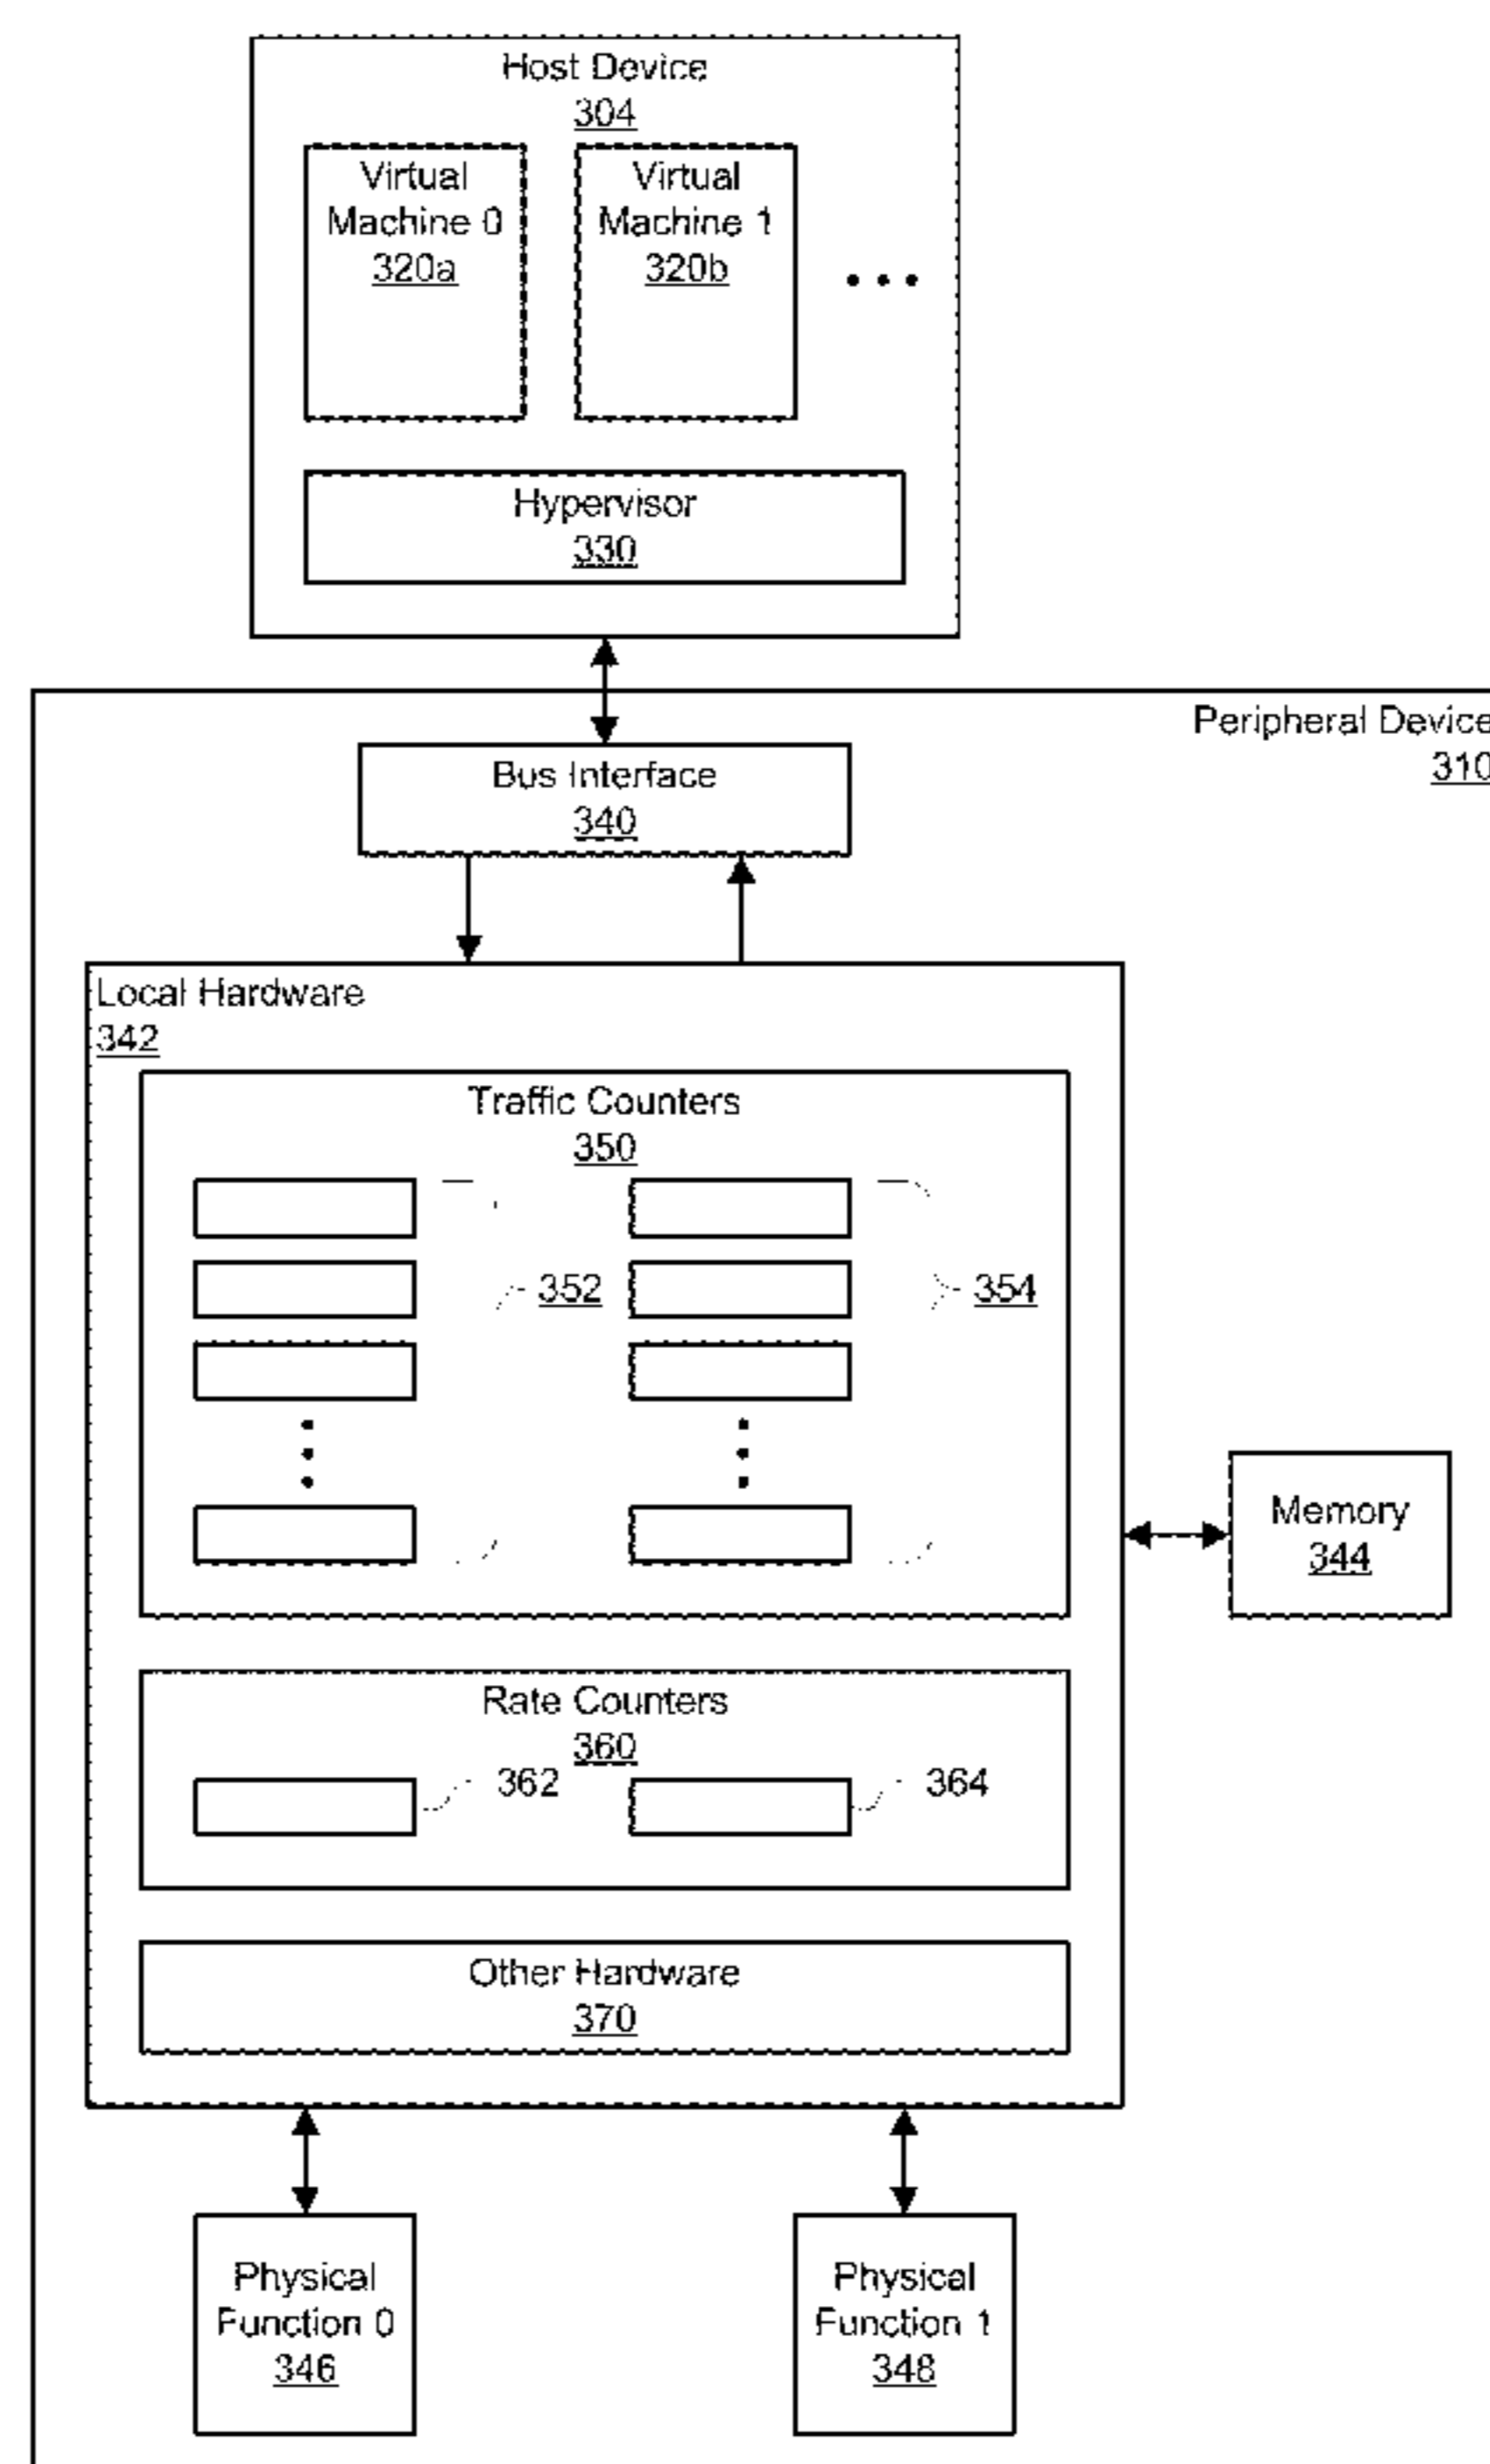 Host Device
304
Virtual
Machine 0
320a
Virtual
Machine 1
320b
Hypervisor
330
Peripheral Device
310
Bus Interface
340
Local Hardware
342
Traffic Counters
350
352
354
Memory
344
Rate Counters
360
362
364
Other Hardware
370
Physical
Function 0
346
Physical
Function 1
348